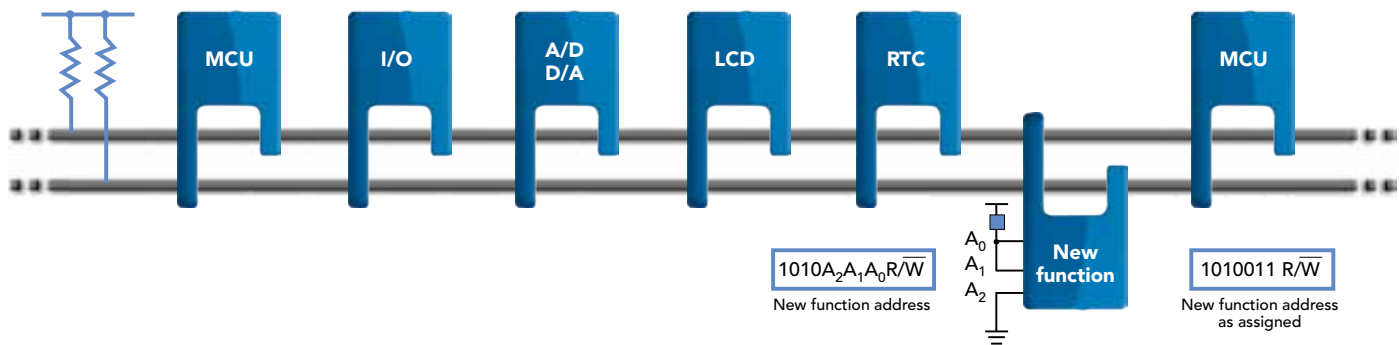 MCU
I/O
A/D
D/A
LCD
RTC
MCU
A₀
A₁
A₂
New
function
1010A₂A₁A₀R/W̅
New function address
1010011 R/W̅
New function address
as assigned